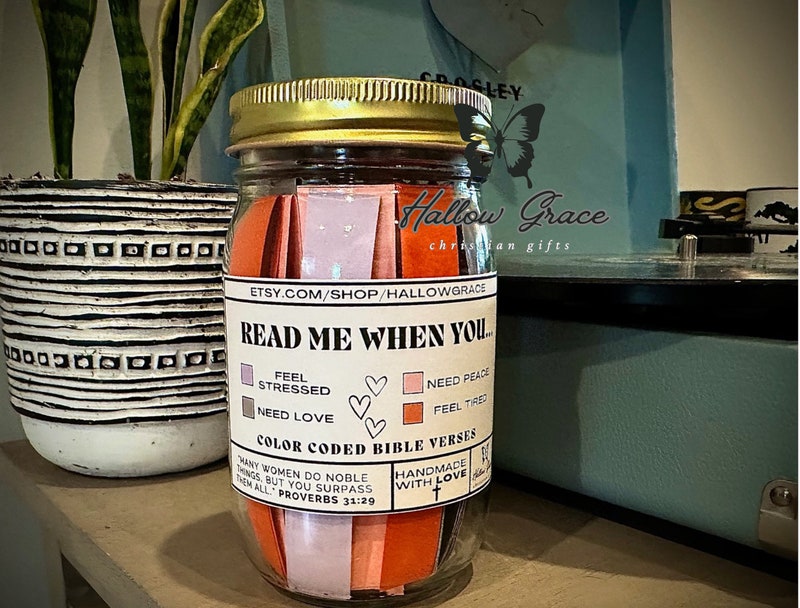 CROSLEY
Hallow Grace
christian gifts
ETSY.COM/SHOP/HALLOWGRACE
READ ME WHEN YOU...
FEEL
STRESSED
NEED PEACE
NEED LOVE
FEEL TIRED
COLOR CODED BIBLE VERSES
"MANY WOMEN DO NOBLE
THINGS, BUT YOU SURPASS
THEM ALL." PROVERBS 31:29
HANDMADE
WITH LOVE